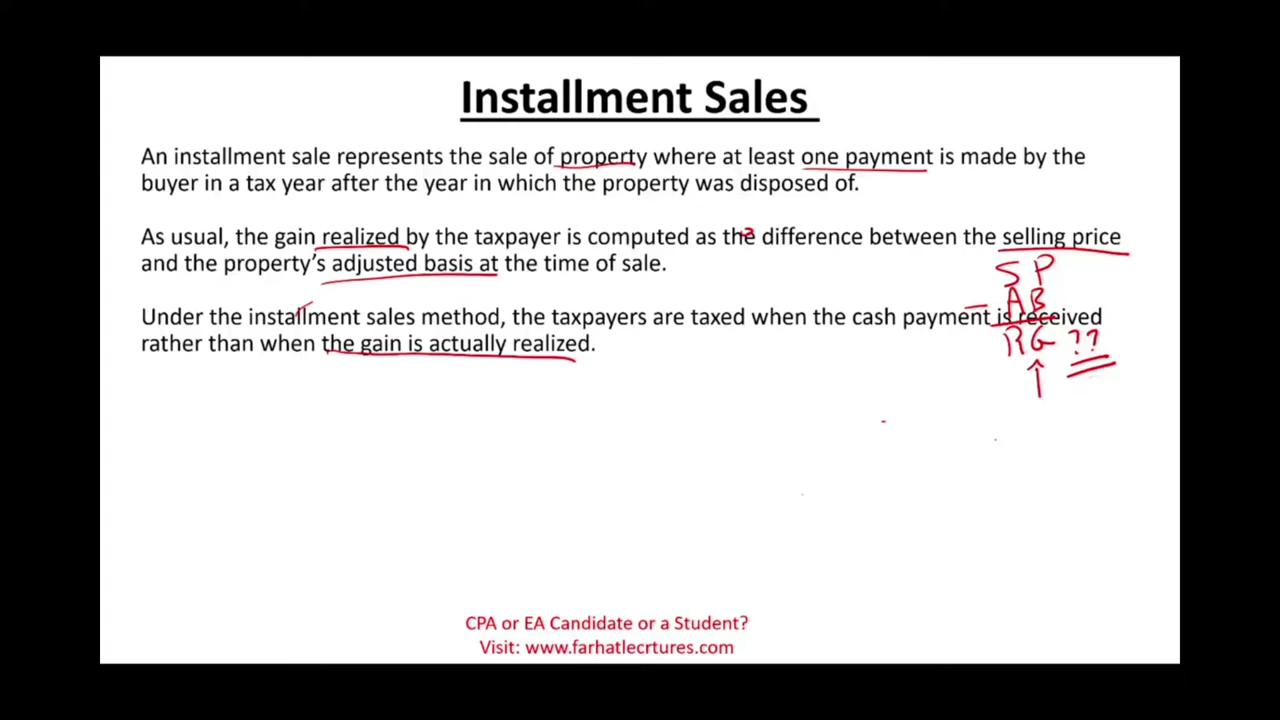 Installment Sales
An installment sale represents the sale of property where at least one payment is made by the
buyer in a tax year after the year in which the property was disposed of.
As usual, the gain realized by the taxpayer is computed as the difference between the selling price
and the property's adjusted basis at the time of sale.
S P
- A B
Under the installment sales method, the taxpayers are taxed when the cash payment is received
rather than when the gain is actually realized.
R G ??
CPA or EA Candidate or a Student?
Visit: www.farhatlecrtures.com